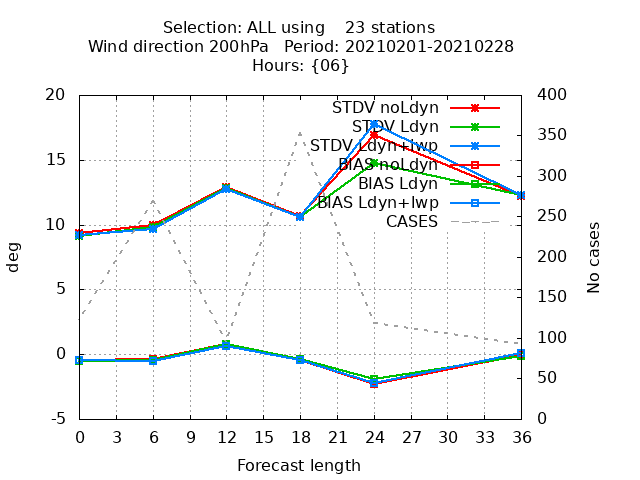 Selection: ALL using    23 stations
Wind direction 200hPa   Period: 20210201-20210228
Hours: {06}
STDV noLdyn
STDV Ldyn
STDV Ldyn+lwp
BIAS noLdyn
BIAS Ldyn
BIAS Ldyn+lwp
CASES
20
15
10
5
0
-5
deg
400
350
300
250
200
150
100
50
0
No cases
0 3 6 9 12 15 18 21 24 27 30 33 36
Forecast length